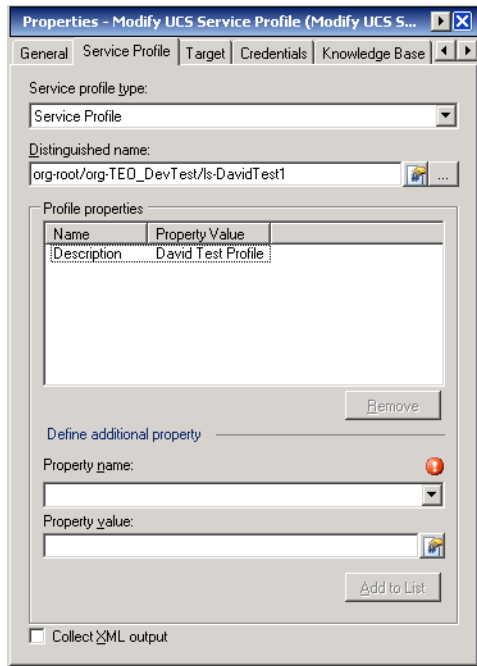 Properties - Modify UCS Service Profile (Modify UCS S...
General Service Profile Target Credentials Knowledge Base
Service profile type:
Service Profile
Distinguished name:
org-root/org-TEO_DevTest/ls-DavidTest1
...
Profile properties
Name Property Value
Description David Test Profile
Remove
Define additional property
Property name:
Property value:
Add to List
Collect XML output